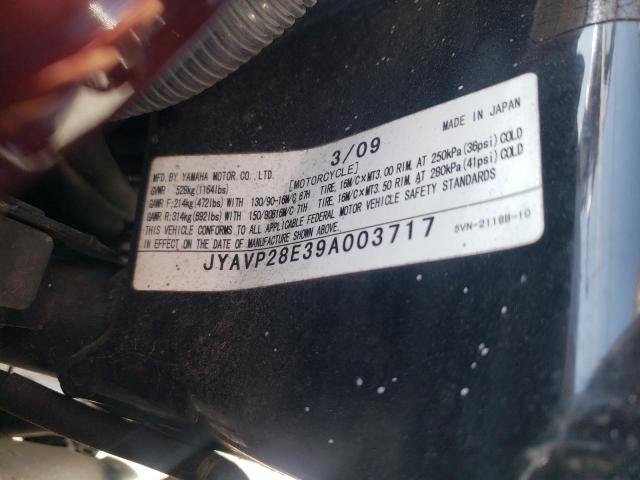 3/09
MADE IN JAPAN
MFD. BY YAMAHA MOTOR. CO., LTD.
[MOTORCYCLE]
GVWR 528kg(1164lbs)
GAWR F:214kg(472lbs) WITH 130/90-16M/C 67H TIRE, 16M/C×MT3.00 RIM, AT 250kPa(36psi)COLD
GAWR R:314kg(692lbs) WITH 150/80B16M/C 71H TIRE, 16M/C×MT3.50 RIM, AT 280kPa(41psi)COLD
THIS VEHICLE CONFORMS TO ALL APPLICABLE FEDERAL MOTOR VEHICLE SAFETY STANDARDS
IN EFFECT ON THE DATE OF MANUFACTURE SHOWN ABOVE.
JYAVP28E39A003717
5VN-2118B-10